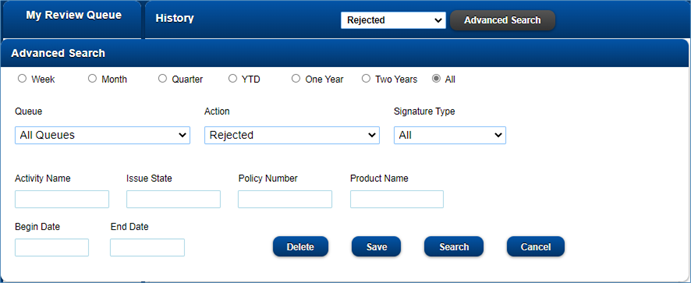 My Review Queue History Rejected Advanced Search
Advanced Search
Week Month Quarter YTD One Year Two Years All
Queue Action Signature Type
All Queues Rejected All
Activity Name Issue State Policy Number Product Name
Begin Date End Date
Delete Save Search Cancel